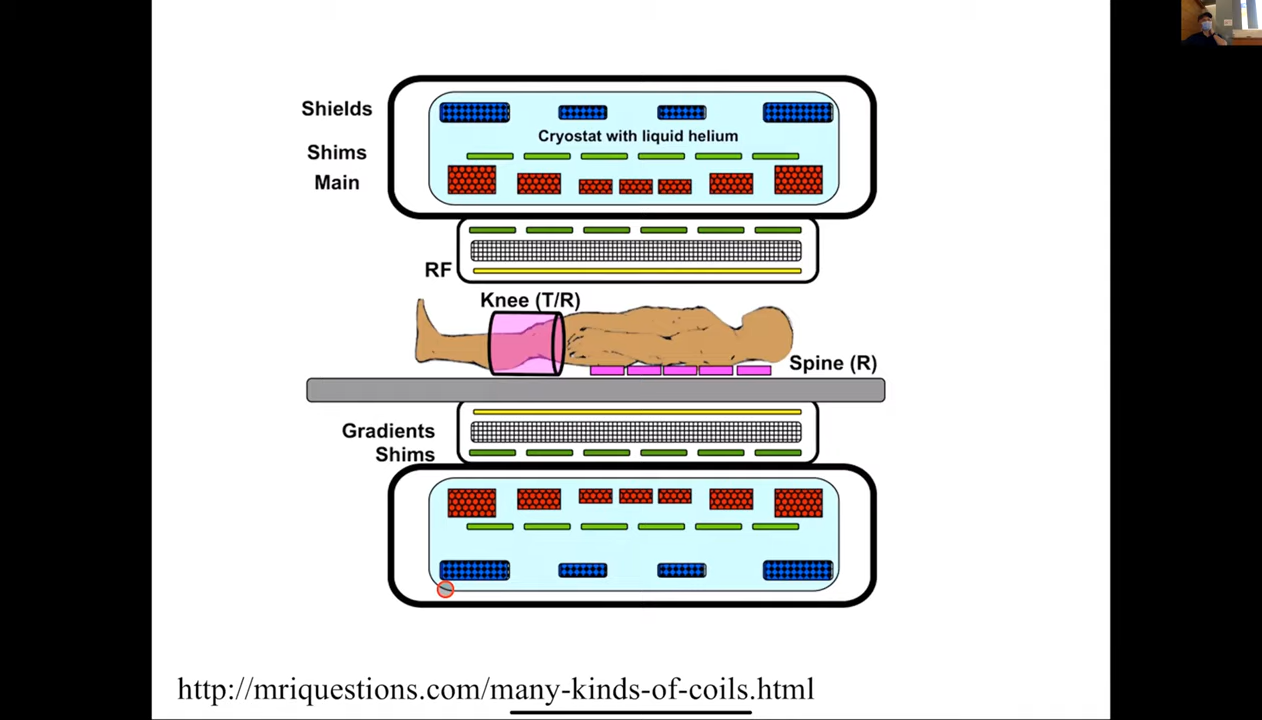 Shields
Cryostat with liquid helium
Shims
Main
RF
Knee (T/R)
Spine (R)
Gradients
Shims
http://mriquestions.com/many-kinds-of-coils.html